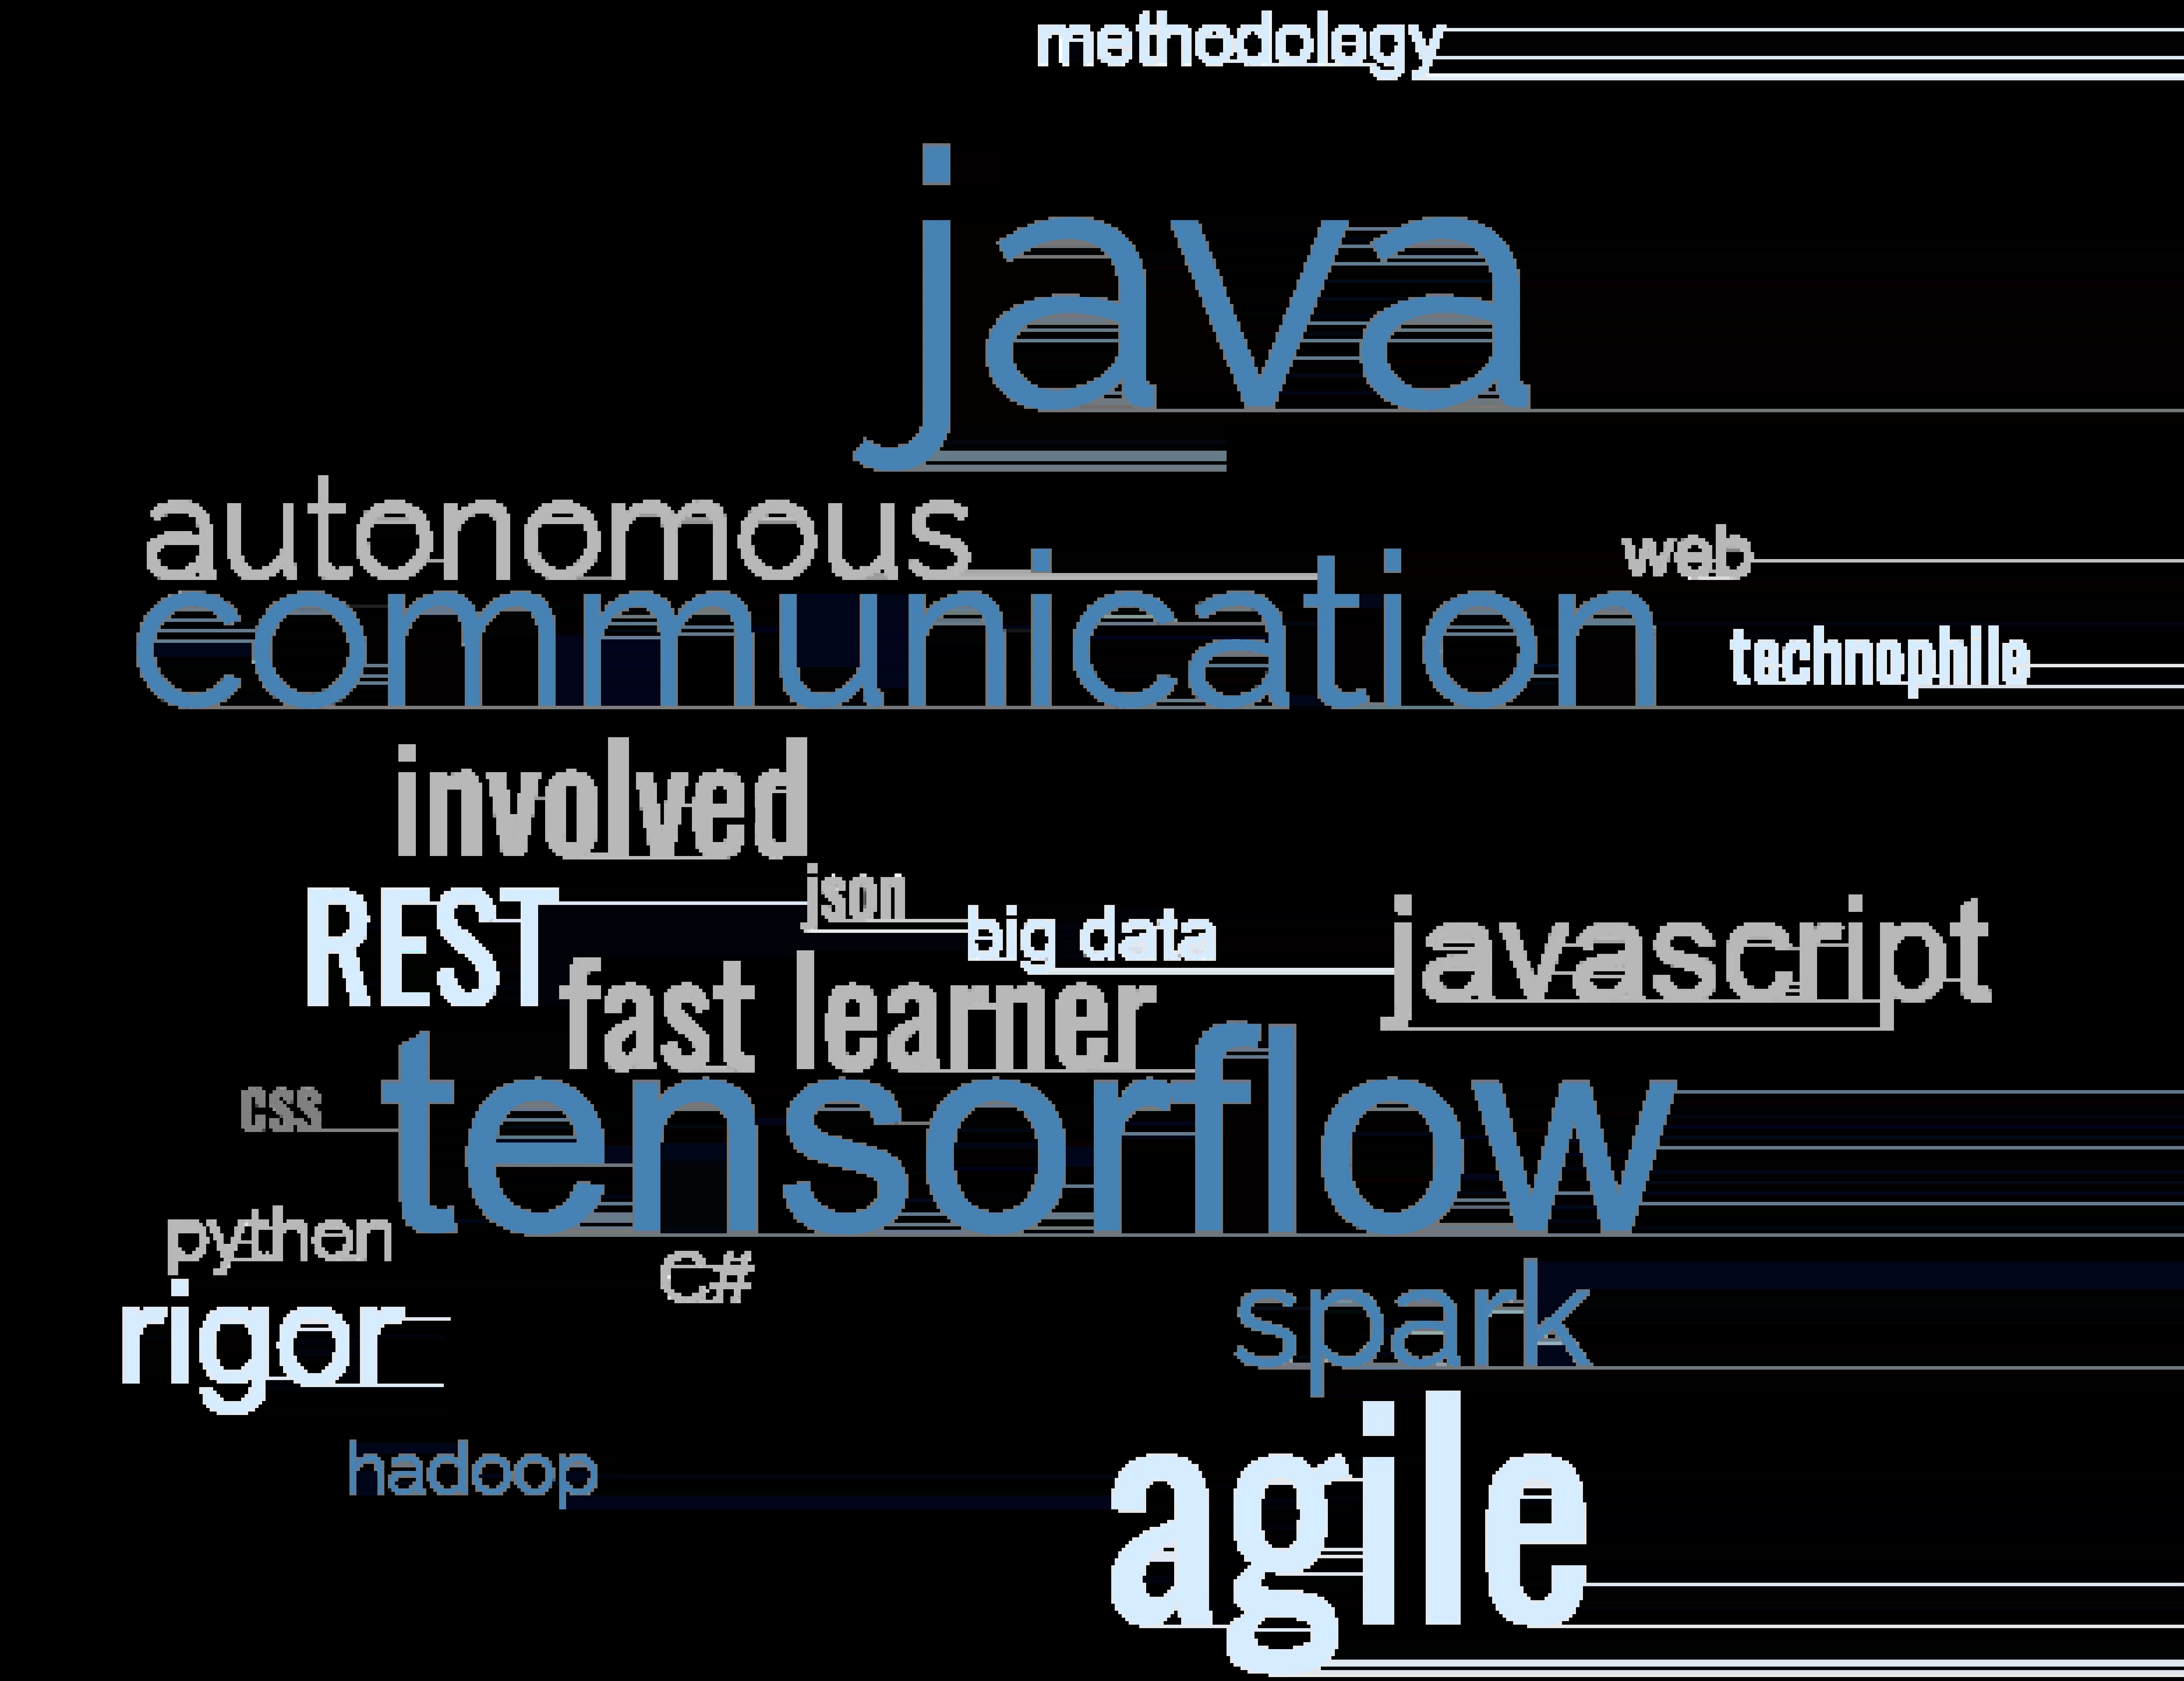 methodology
java
autonomous
web
communication
technophile
involved
json
REST
big data
javascript
fast learner
tensorflow
css
python
C#
rigor
spark
hadoop
agile